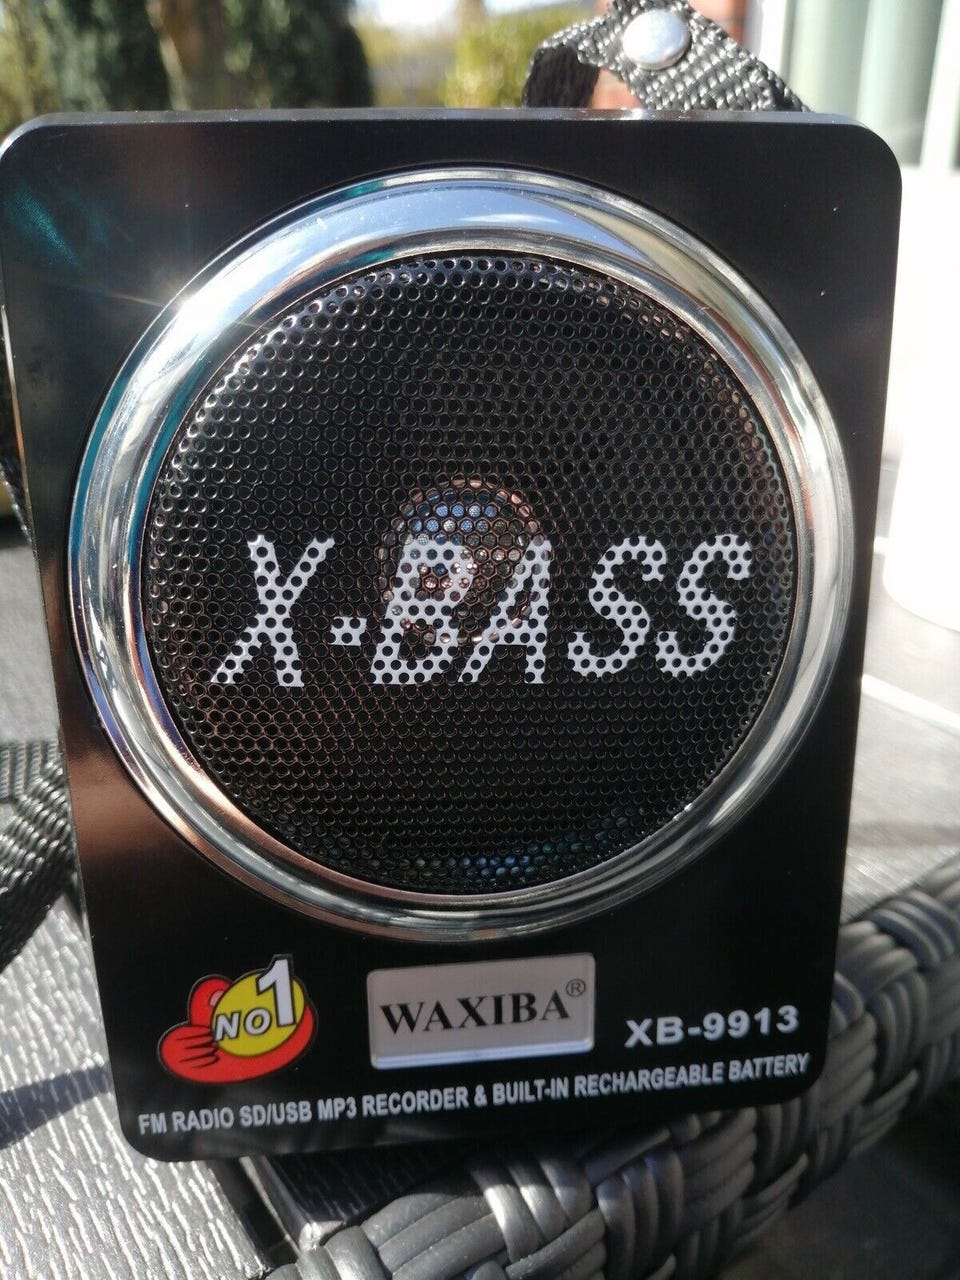 X-BASS
NO1
WAXIBA®
XB-9913
FM RADIO SD/USB MP3 RECORDER & BUILT-IN RECHARGEABLE BATTERY